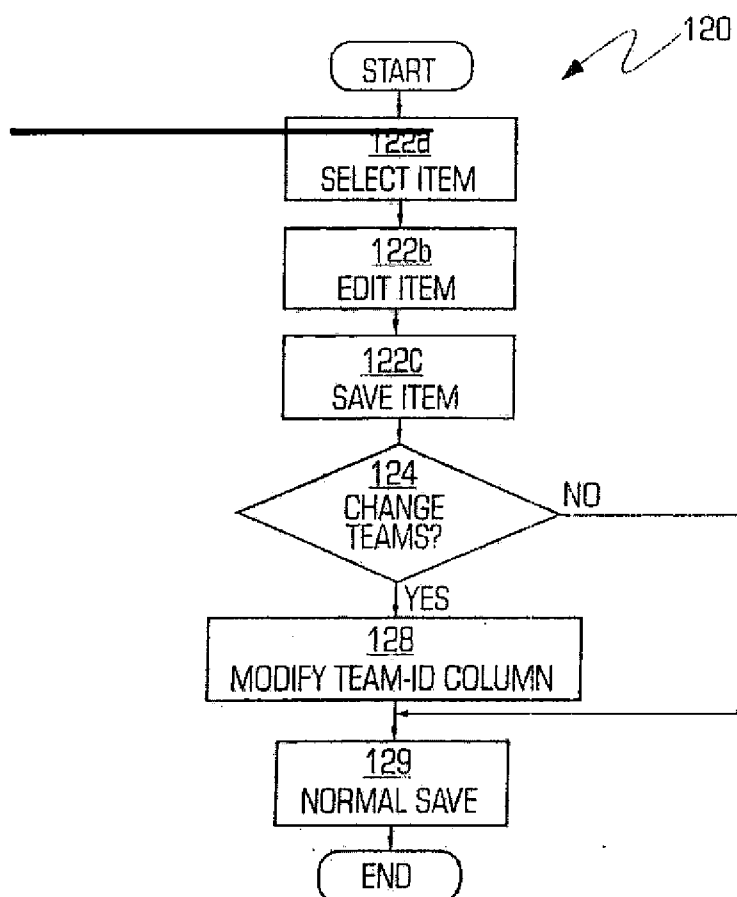 120
START
122a
SELECT ITEM
122b
EDIT ITEM
122c
SAVE ITEM
124
CHANGE
TEAMS?
NO
YES
128
MODIFY TEAM-ID COLUMN
129
NORMAL SAVE
END